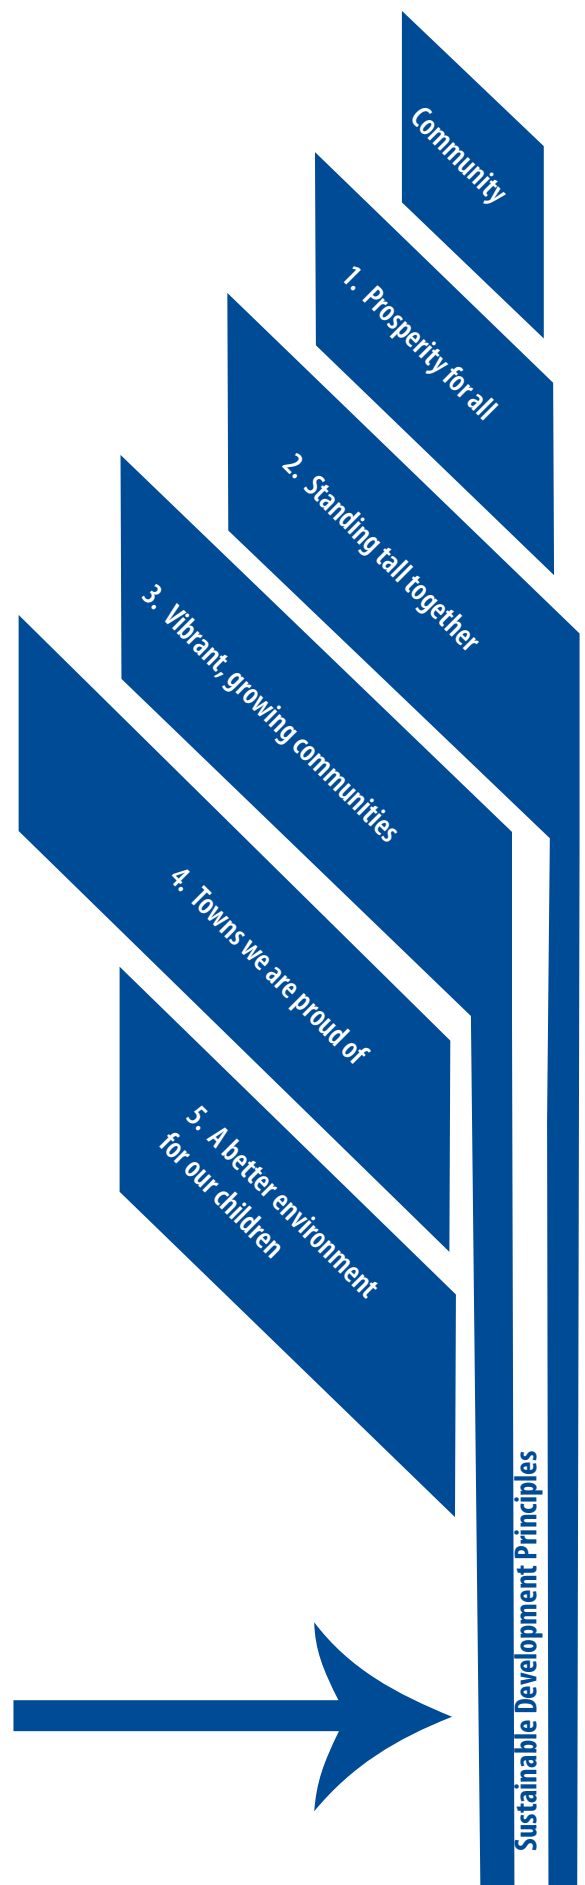 Community
1. Prosperity for all
2. Standing tall together
3. Vibrant, growing communities
4. Towns we are proud of
5. A better environment
for our children
Sustainable Development Principles